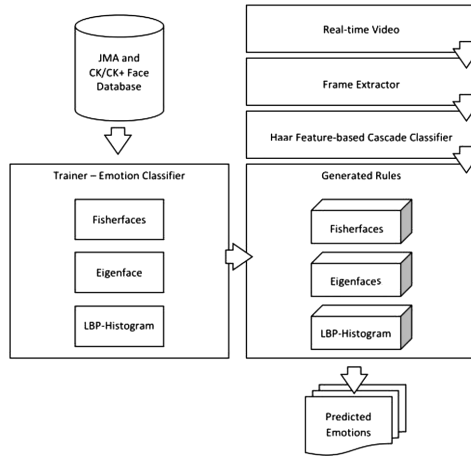 JMA and
CK/CK+ Face
Database
Real-time Video
Frame Extractor
Haar Feature-based Cascade Classifier
Trainer – Emotion Classifier
Fisherfaces
Eigenface
LBP-Histogram
Generated Rules
Fisherfaces
Eigenfaces
LBP-Histogram
Predicted
Emotions